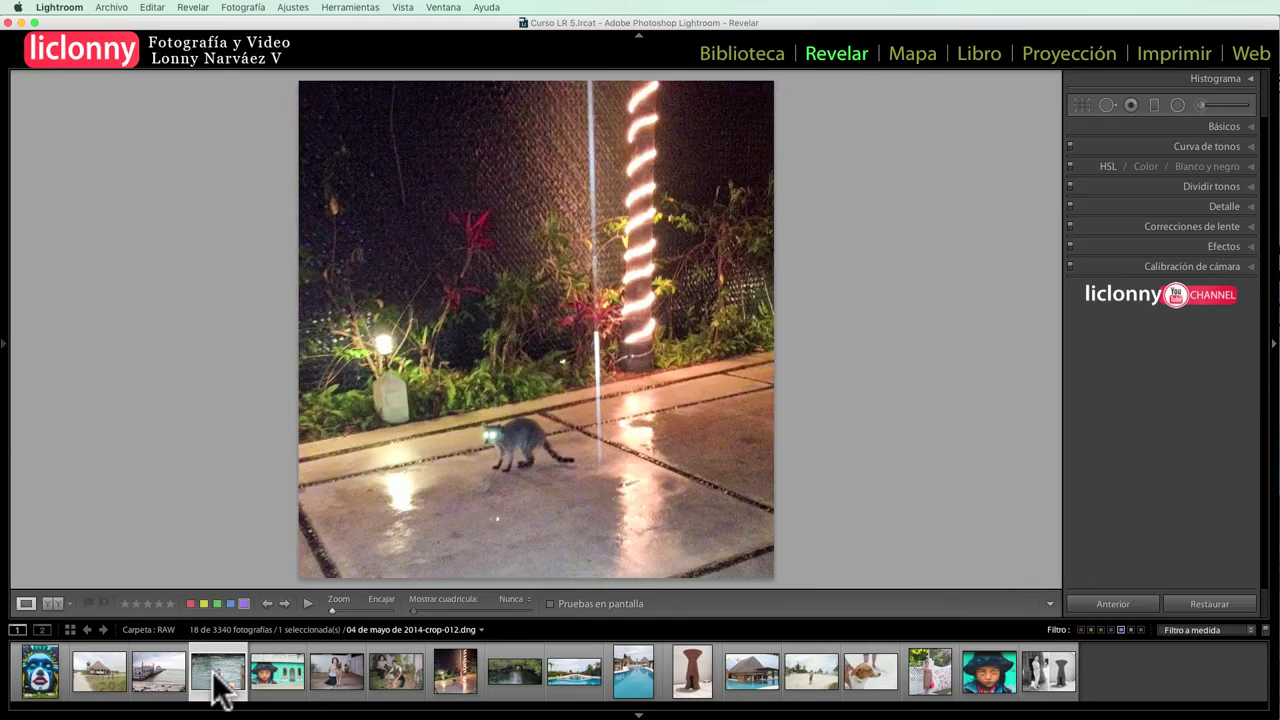 Lightroom Archivo Editar Revelar Fotografía Ajustes Herramientas Vista Ventana Ayuda
Curso LR 5.lrcat - Adobe Photoshop Lightroom - Revelar
liclonny Fotografía y Video
Lonny Narváez V
Biblioteca | Revelar | Mapa | Libro | Proyección | Imprimir | Web
Histograma
Básicos
Curva de tonos
HSL / Color / Blanco y negro
Dividir tonos
Detalle
Correcciones de lente
Efectos
Calibración de cámara
liclonny You Tube CHANNEL
Zoom Encajar Mostrar cuadrícula: Nunca Pruebas en pantalla
Anterior Restaurar
1 2 Carpeta : RAW 18 de 3340 fotografías / 1 seleccionada(s) / 04 de mayo de 2014-crop-012.dng Filtro : Filtro a medida